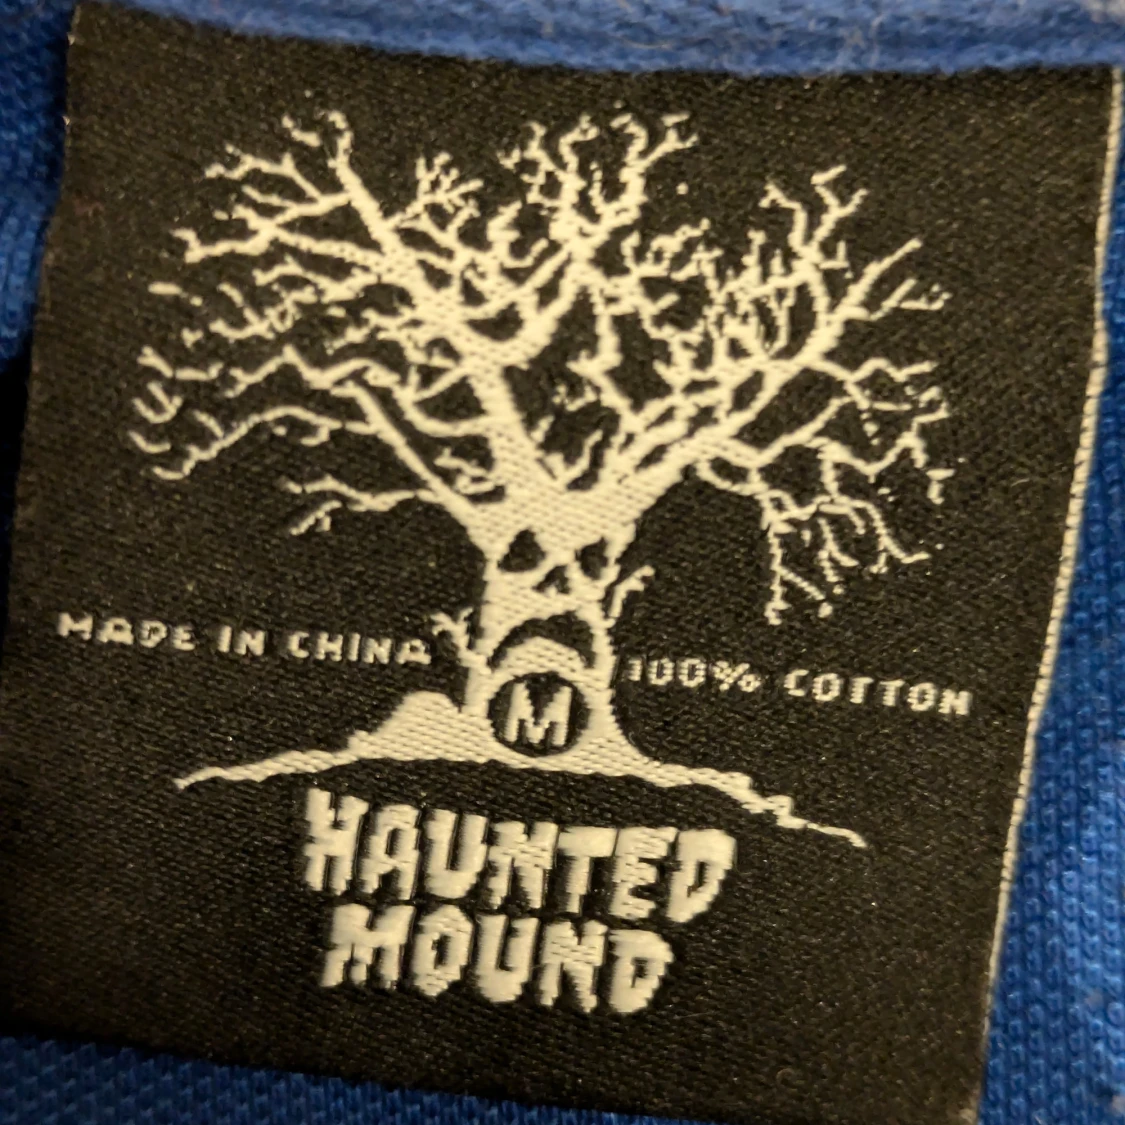 MADE IN CHINA
100% COTTON
M
HAUNTED
MOUND